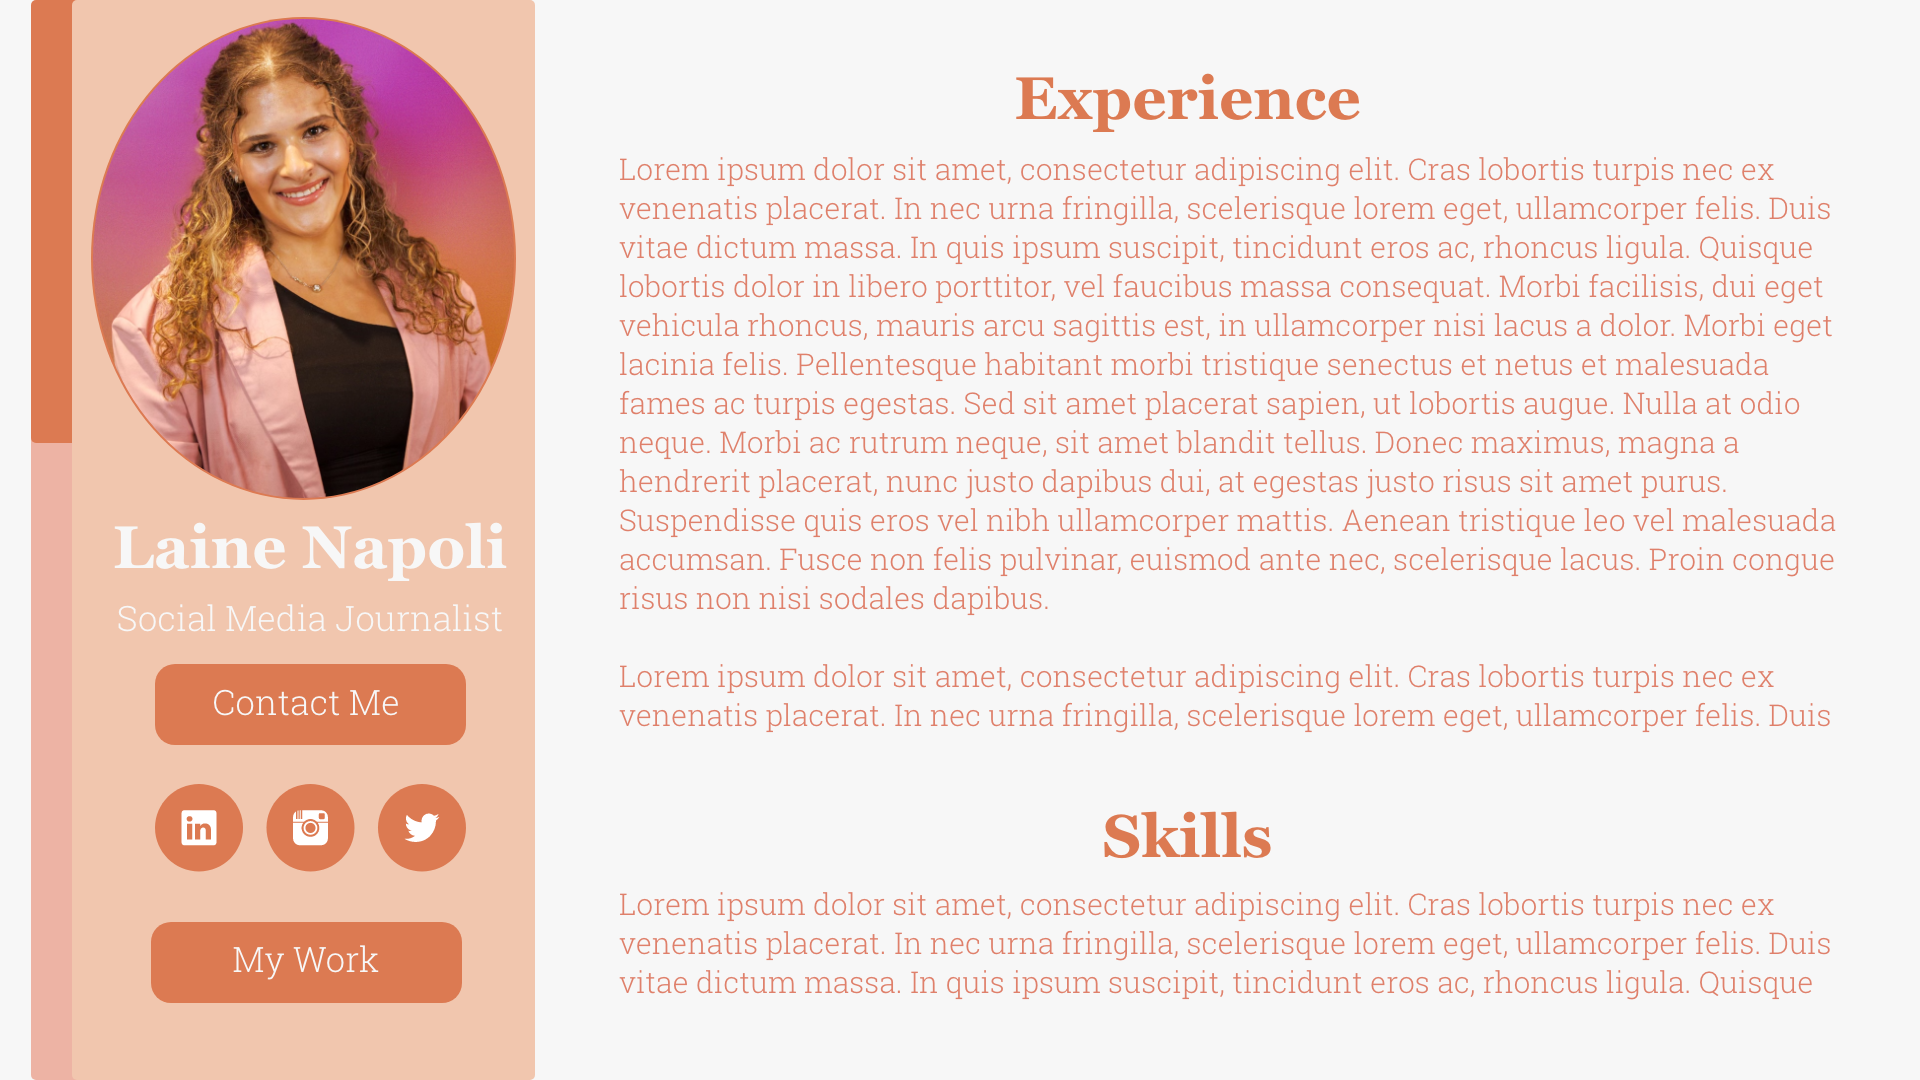 Laine Napoli
Social Media Journalist
Contact Me
in
My Work
Experience
Lorem ipsum dolor sit amet, consectetur adipiscing elit. Cras lobortis turpis nec ex
venenatis placerat. In nec urna fringilla, scelerisque lorem eget, ullamcorper felis. Duis
vitae dictum massa. In quis ipsum suscipit, tincidunt eros ac, rhoncus ligula. Quisque
lobortis dolor in libero porttitor, vel faucibus massa consequat. Morbi facilisis, dui eget
vehicula rhoncus, mauris arcu sagittis est, in ullamcorper nisi lacus a dolor. Morbi eget
lacinia felis. Pellentesque habitant morbi tristique senectus et netus et malesuada
fames ac turpis egestas. Sed sit amet placerat sapien, ut lobortis augue. Nulla at odio
neque. Morbi ac rutrum neque, sit amet blandit tellus. Donec maximus, magna a
hendrerit placerat, nunc justo dapibus dui, at egestas justo risus sit amet purus.
Suspendisse quis eros vel nibh ullamcorper mattis. Aenean tristique leo vel malesuada
accumsan. Fusce non felis pulvinar, euismod ante nec, scelerisque lacus. Proin congue
risus non nisi sodales dapibus.
Lorem ipsum dolor sit amet, consectetur adipiscing elit. Cras lobortis turpis nec ex
venenatis placerat. In nec urna fringilla, scelerisque lorem eget, ullamcorper felis. Duis
Skills
Lorem ipsum dolor sit amet, consectetur adipiscing elit. Cras lobortis turpis nec ex
venenatis placerat. In nec urna fringilla, scelerisque lorem eget, ullamcorper felis. Duis
vitae dictum massa. In quis ipsum suscipit, tincidunt eros ac, rhoncus ligula. Quisque